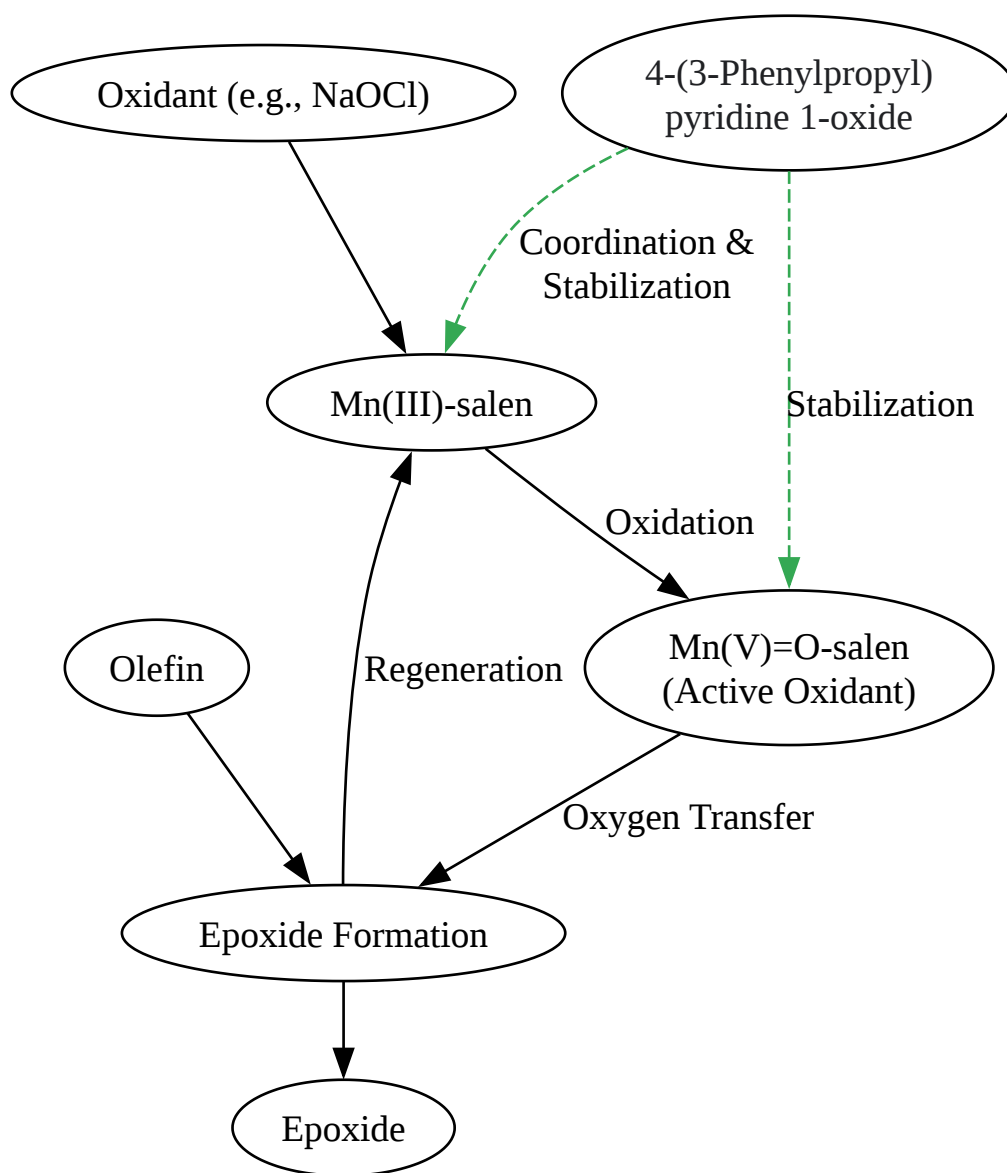 Oxidant (e.g., NaOCl)
4-(3-Phenylpropyl)
pyridine 1-oxide
Coordination &
Stabilization
Mn(III)-salen
Stabilization
Oxidation
Olefin
Regeneration
Mn(V)=O-salen
(Active Oxidant)
Oxygen Transfer
Epoxide Formation
Epoxide